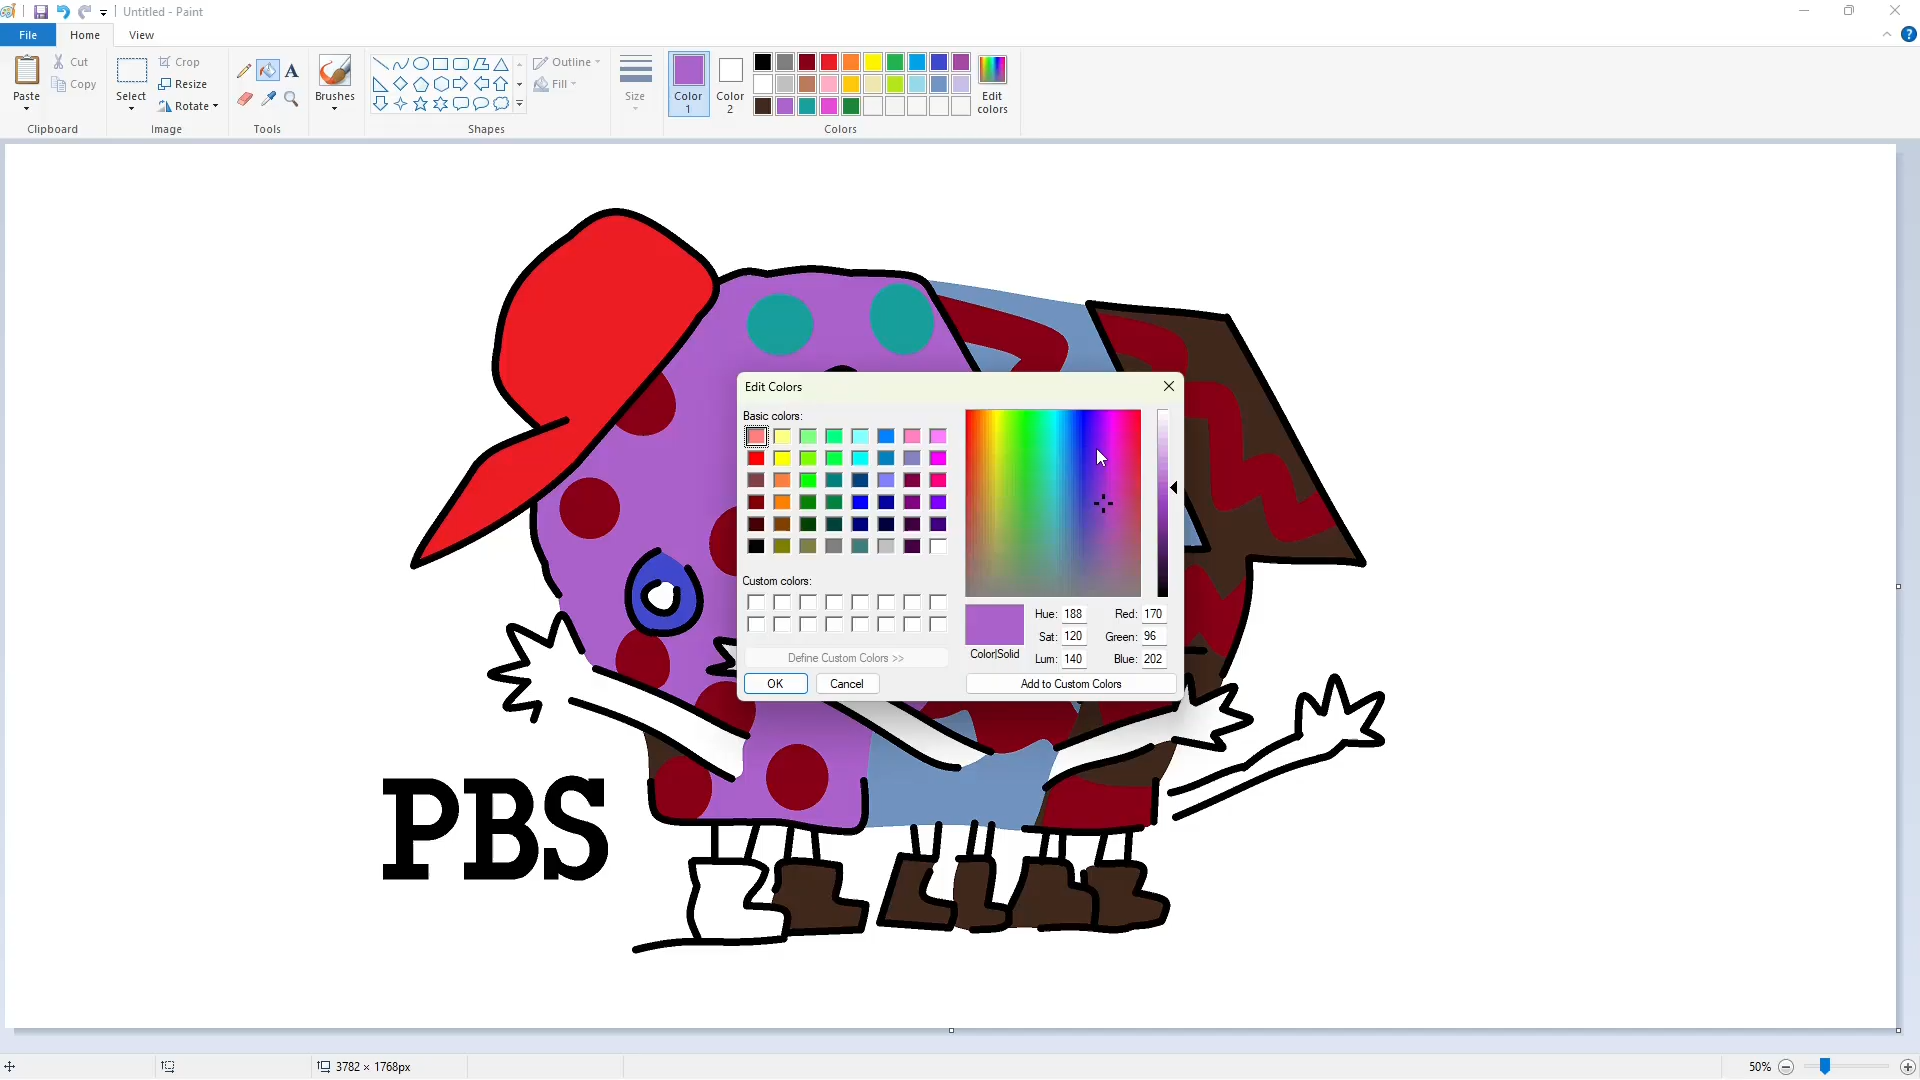 Untitled - Paint
File Home View
Paste
Cut
Copy
Clipboard
Select
Crop
Resize
Rotate
Image
A
Tools
Brushes
Outline
Fill
Shapes
Size
Color 1
Color 2
Edit colors
Colors
?
Edit Colors
Basic colors:
Custom colors:
Define Custom Colors >>
OK Cancel
Color|Solid
Hue: 188 Red: 170
Sat: 120 Green: 96
Lum: 140 Blue: 202
Add to Custom Colors
PBS
3782 × 1768px
50%